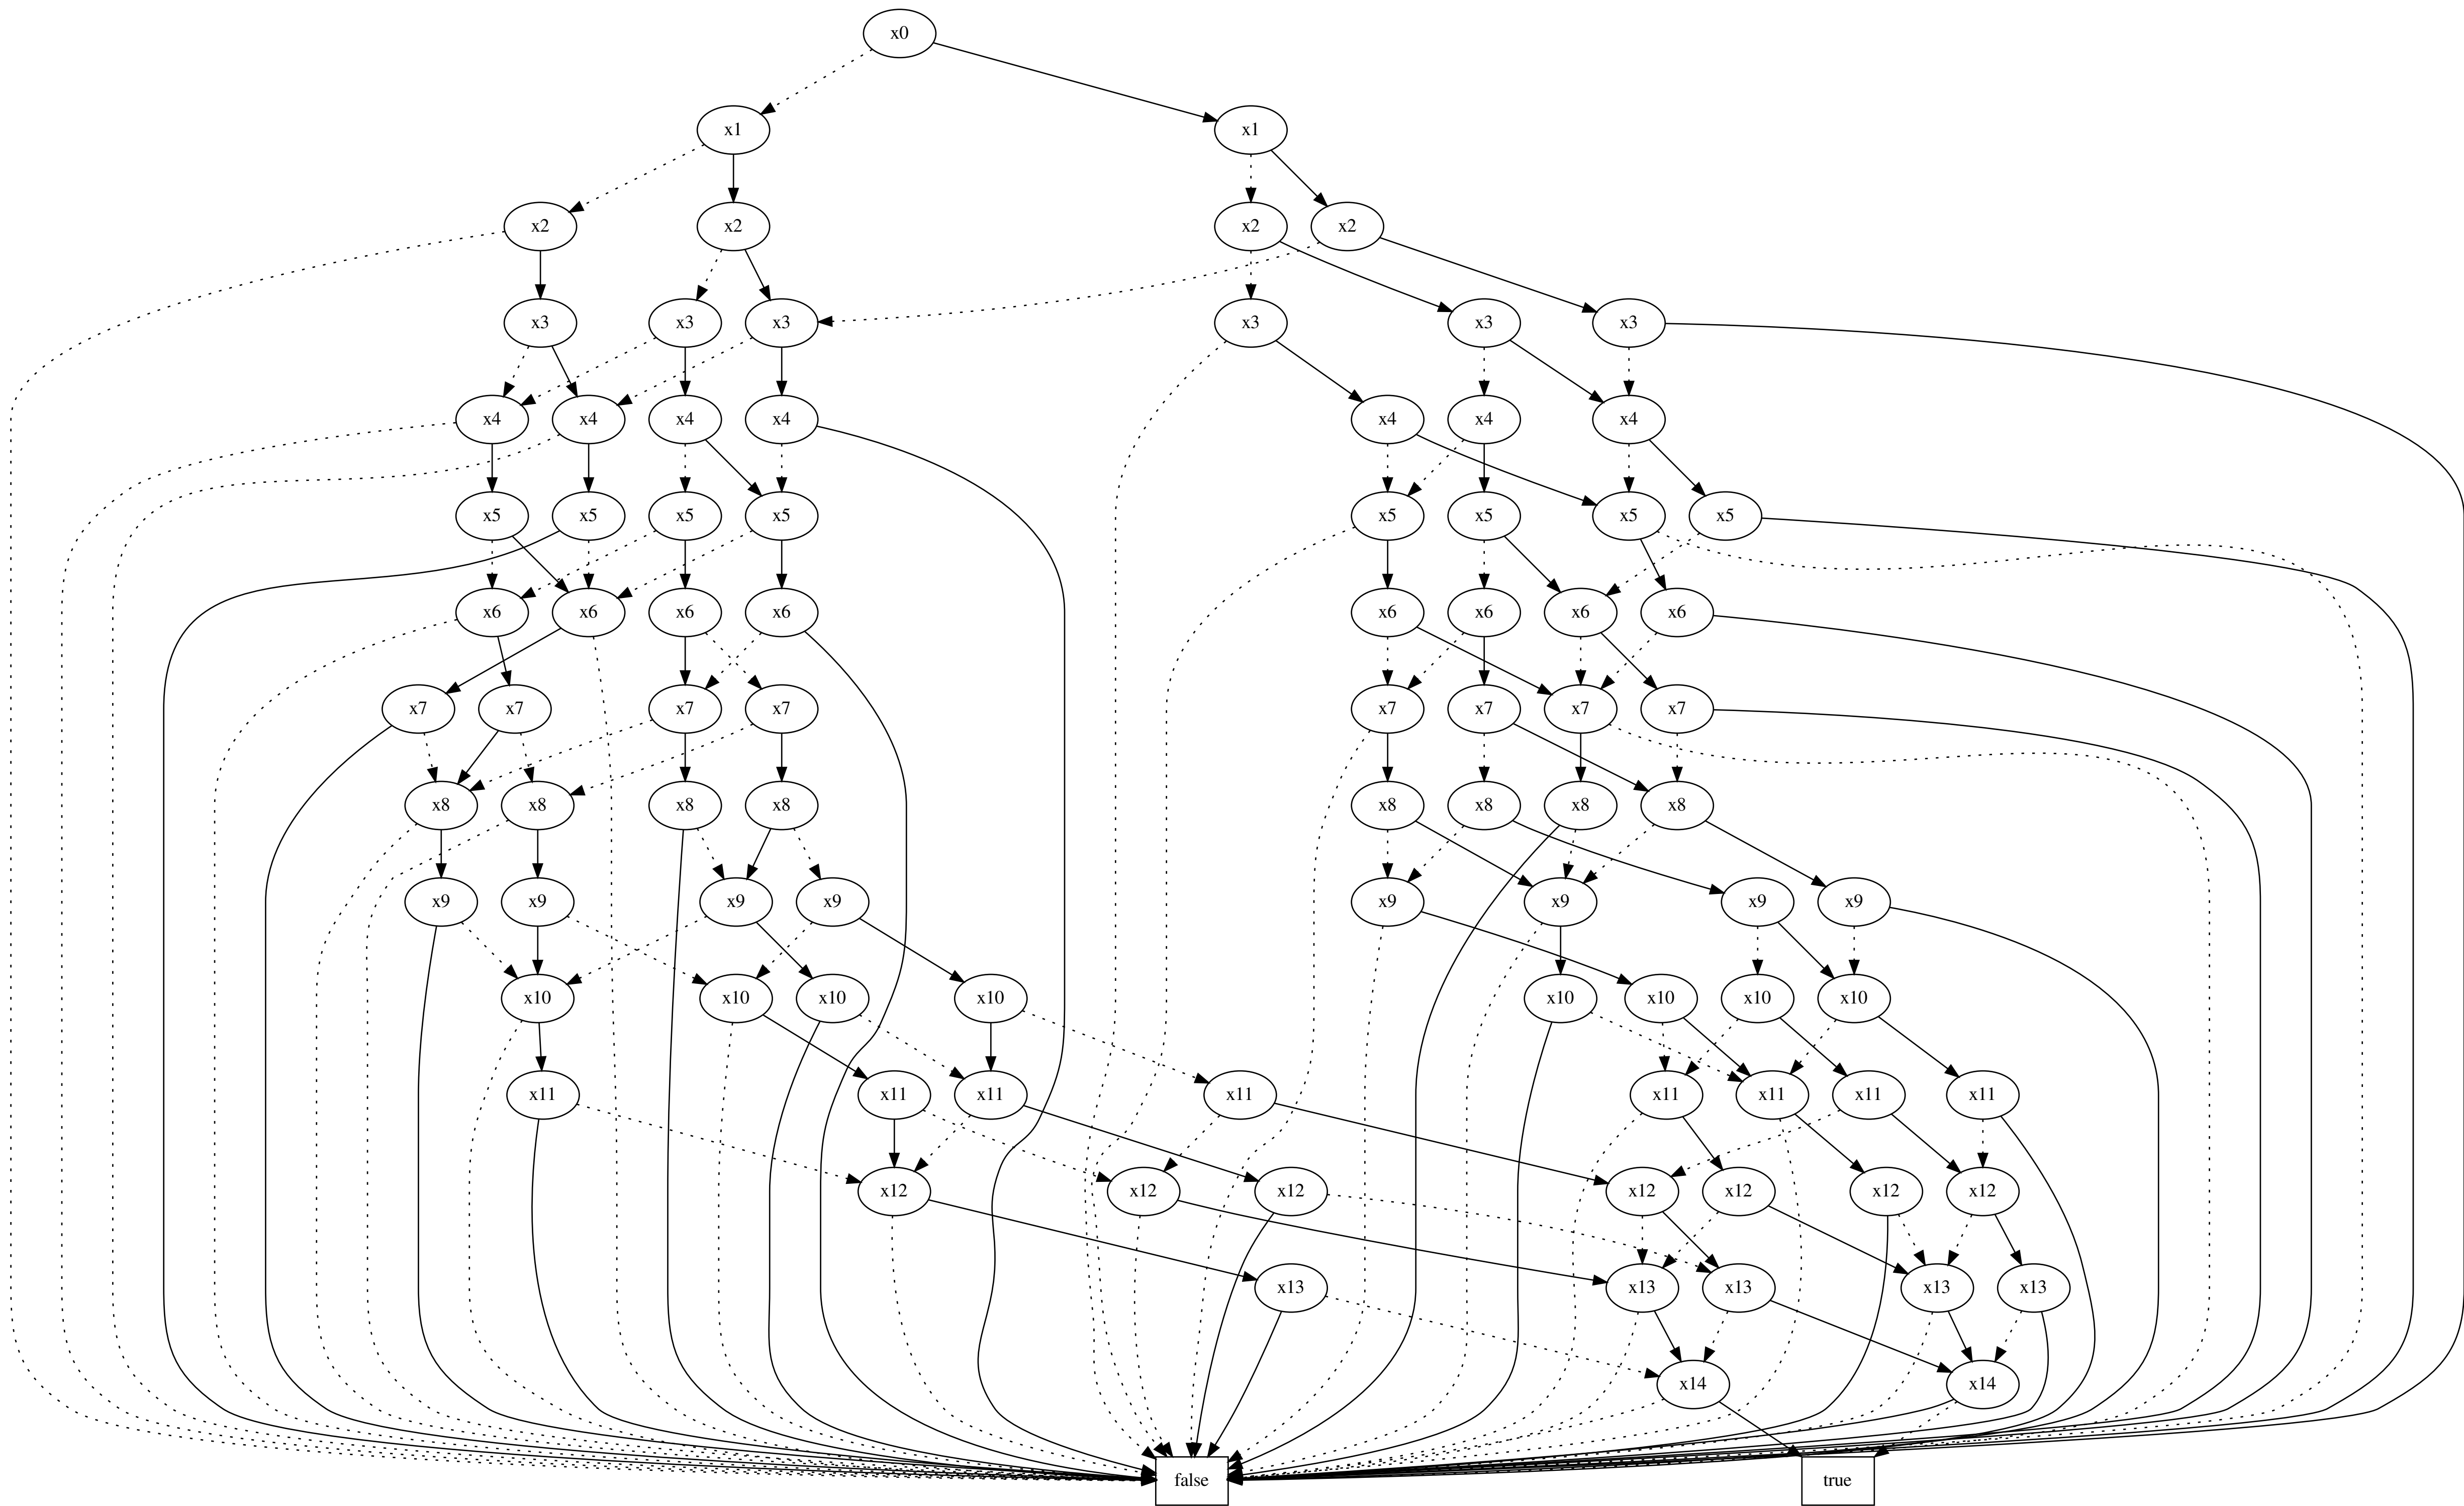 x0
x1 x1
x2 x2 x2 x2
x3 x3 x3 x3 x3 x3
x4 x4 x4 x4 x4 x4 x4
x5 x5 x5 x5 x5 x5 x5 x5
x6 x6 x6 x6 x6 x6 x6 x6
x7 x7 x7 x7 x7 x7 x7 x7
x8 x8 x8 x8 x8 x8 x8 x8
x9 x9 x9 x9 x9 x9 x9 x9
x10 x10 x10 x10 x10 x10 x10 x10
x11 x11 x11 x11 x11 x11 x11 x11
x12 x12 x12 x12 x12 x12 x12
x13 x13 x13 x13 x13
x14 x14
false true